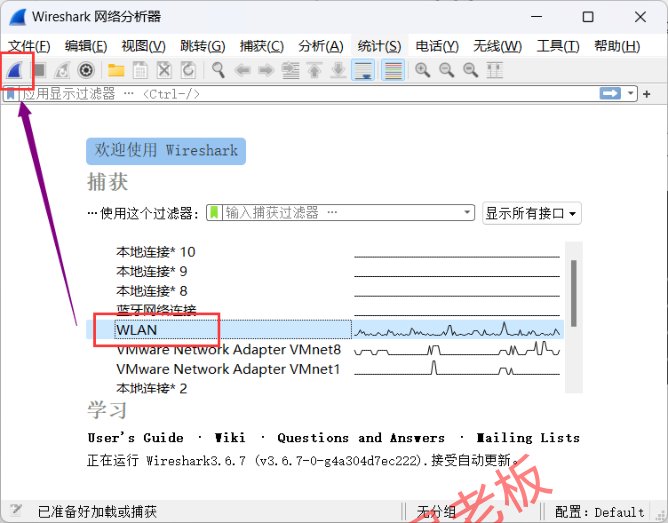 Wireshark 网络分析器
文件(F) 编辑(E) 视图(V) 跳转(G) 捕获(C) 分析(A) 统计(S) 电话(Y) 无线(W) 工具(T) 帮助(H)
应用显示过滤器 … <Ctrl-/>
欢迎使用 Wireshark
捕获
…使用这个过滤器: 输入捕获过滤器 … 显示所有接口
本地连接* 10
本地连接* 9
本地连接* 8
蓝牙网络连接
WLAN
VMware Network Adapter VMnet8
VMware Network Adapter VMnet1
本地连接* 2
学习
User's Guide · Wiki · Questions and Answers · Mailing Lists
正在运行 Wireshark3.6.7 (v3.6.7-0-g4a304d7ec222).接受自动更新。
老板
已准备好加载或捕获 无分组 配置: Default